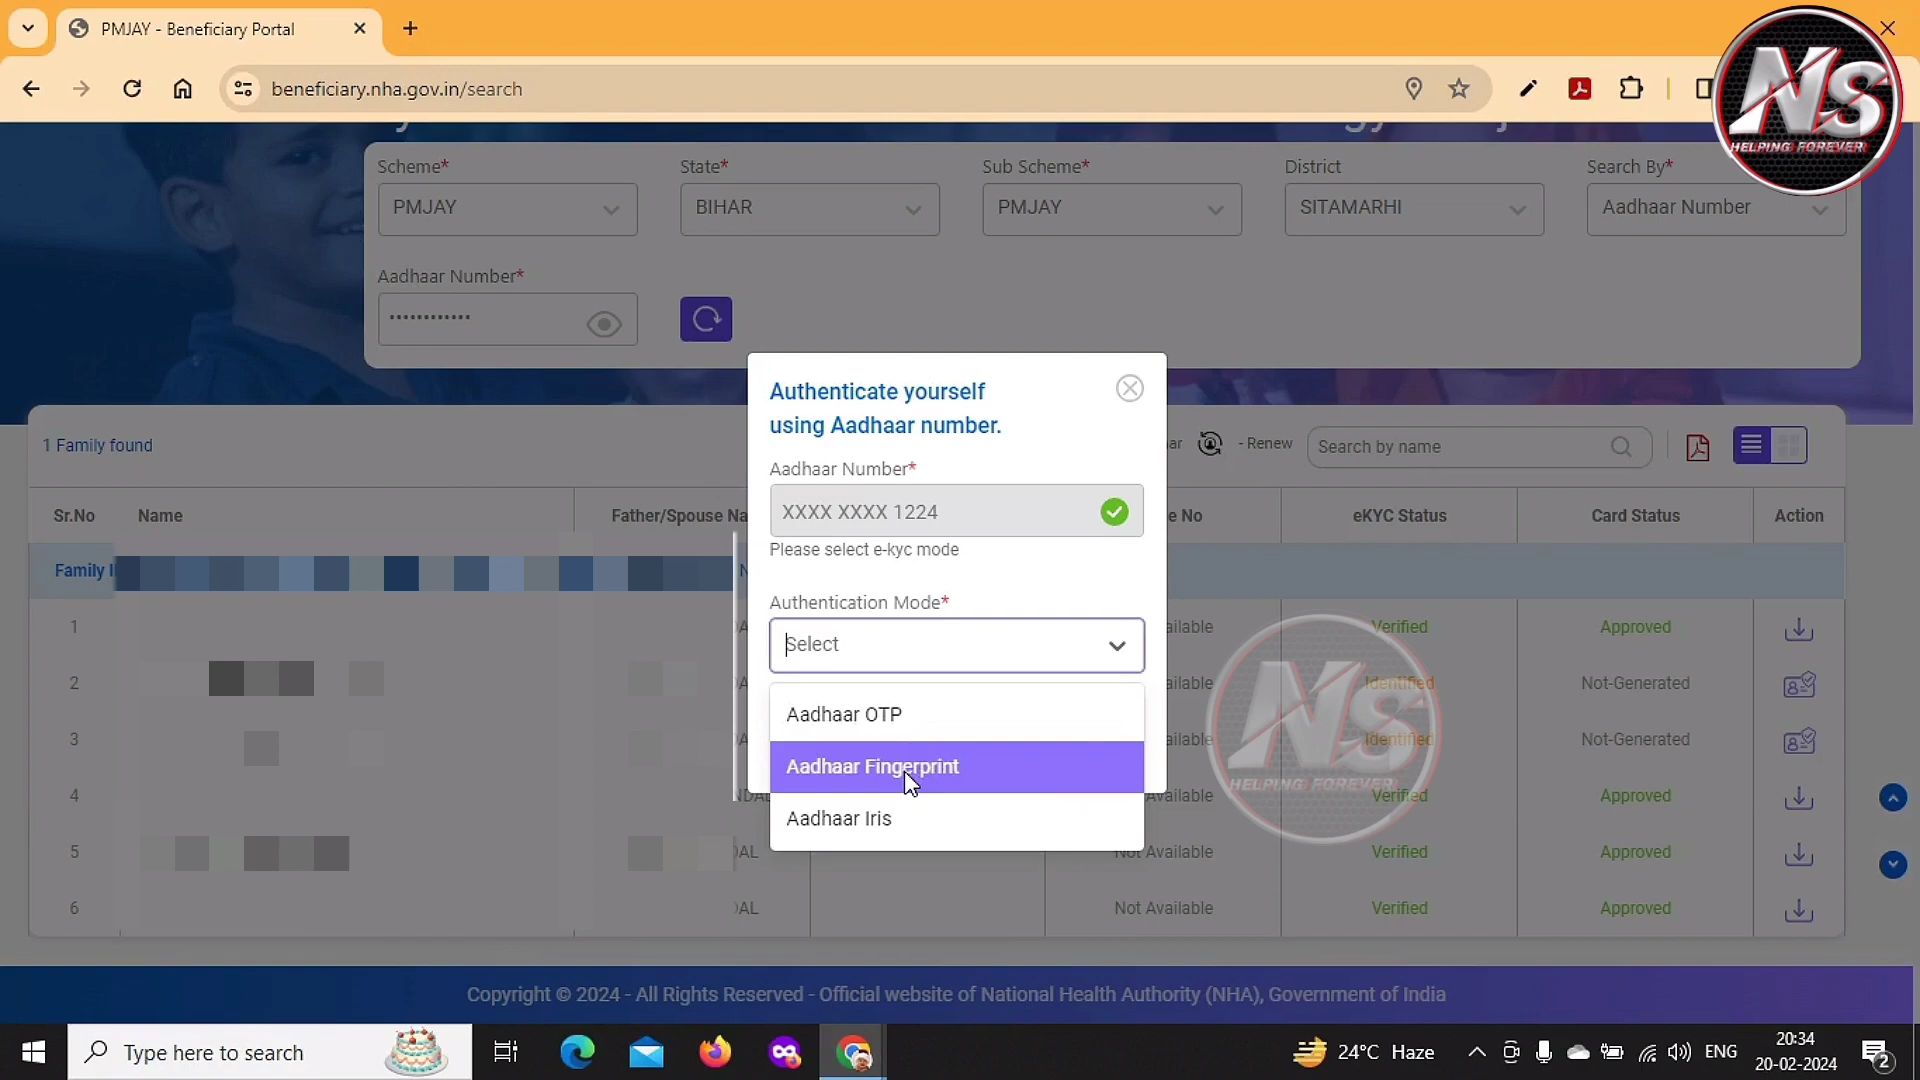 PMJAY - Beneficiary Portal
beneficiary.nha.gov.in/search
NS
HELPING FOREVER
Scheme*
State*
Sub Scheme*
District
Search By*
PMJAY
BIHAR
PMJAY
SITAMARHI
Aadhaar Number
Aadhaar Number*
••••••••••••
Authenticate yourself
using Aadhaar number.
Aadhaar Number*
XXXX XXXX 1224
Please select e-kyc mode
Authentication Mode*
Select
Aadhaar OTP
Aadhaar Fingerprint
Aadhaar Iris
1 Family found
- Renew
Search by name
Sr.No
Name
Father/Spouse Na
e No
eKYC Status
Card Status
Action
Family I
1
ailable
Verified
Approved
2
ailable
Identified
Not-Generated
3
ailable
Identified
Not-Generated
4
Available
Verified
Approved
5
DAL
Not Available
Verified
Approved
6
DAL
Not Available
Verified
Approved
NS
HELPING FOREVER
Copyright © 2024 - All Rights Reserved - Official website of National Health Authority (NHA), Government of India
Type here to search
24°C Haze
ENG
20:34
20-02-2024
2